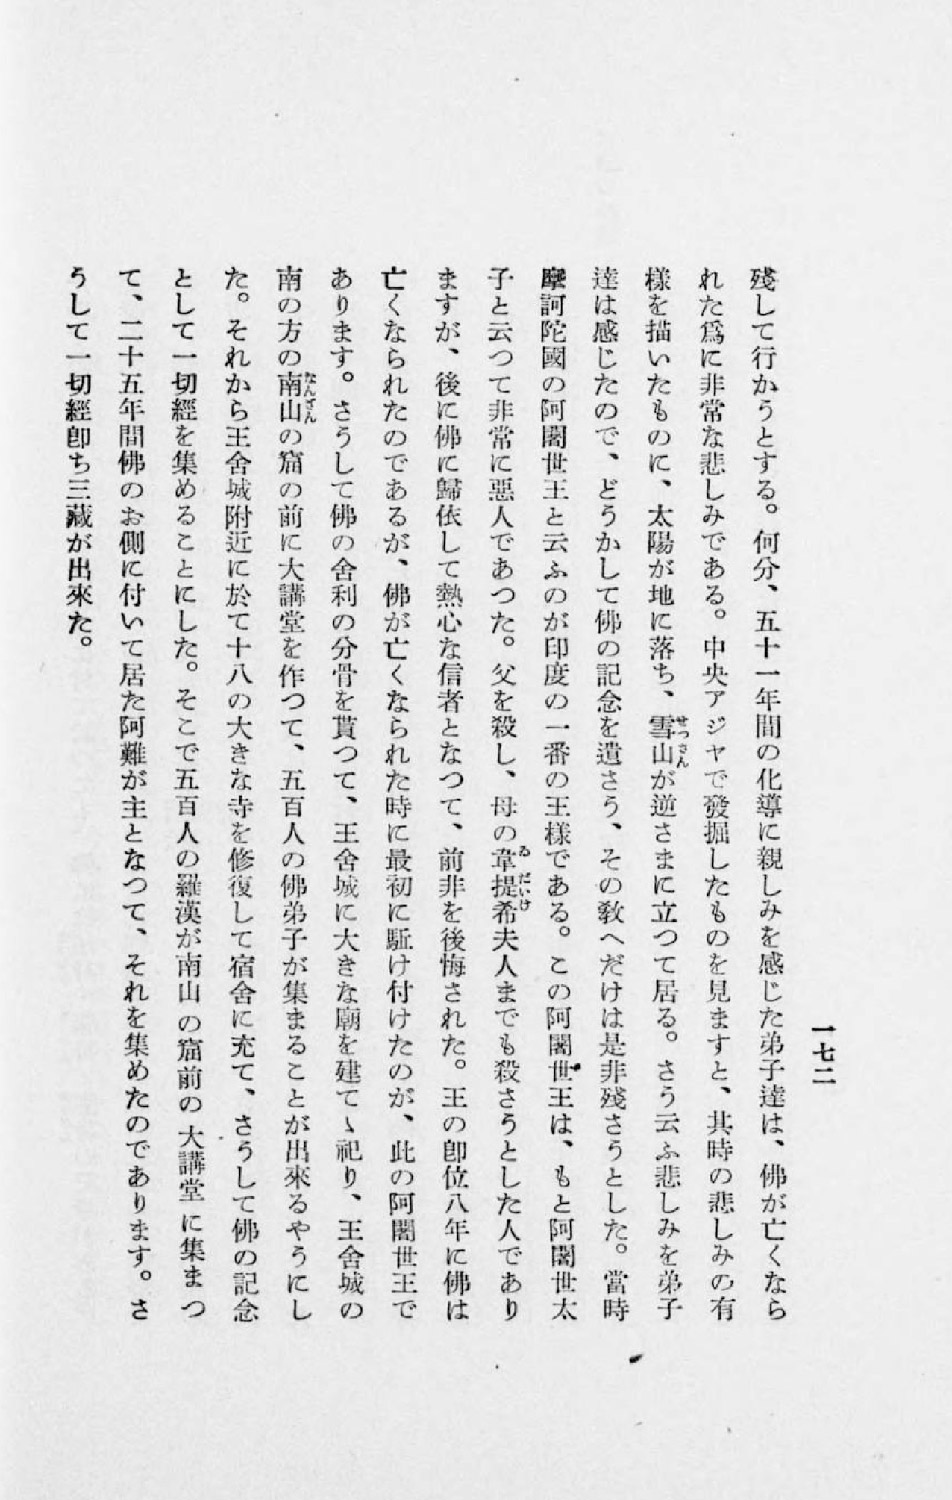 一七二
殘して行かうとする。何分、五十一年間の化導に親しみを感じた弟子達は、佛が亡くなら
れた爲に非常な悲しみである。中央アジヤで發掘したものを見ますと、其時の悲しみの有
樣を描いたものに、太陽が地に落ち、雪山が逆さまに立つて居る。さう云ふ悲しみを弟子
せつさん
達は感じたので、どうかして佛の記念を遺さう、その敎へだけは是非殘さうとした。當時
摩訶陀國の阿闍世王と云ふのが印度の一番の王樣である。この阿闍世王は、もと阿闍世太
子と云つて非常に惡人であつた。父を殺し、母の韋提希夫人までも殺さうとした人であり
ゐだいけ
ますが、後に佛に歸依して熱心な信者となつて、前非を後悔された。王の卽位八年に佛は
亡くなられたのであるが、佛が亡くなられた時に最初に駈け付けたのが、此の阿闍世王で
あります。さうして佛の舍利の分骨を貰つて、王舍城に大きな廟を建てゝ祀り、王舍城の
南の方の南山の窟の前に大講堂を作つて、五百人の佛弟子が集まることが出來るやうにし
なんざん
た。それから王舍城附近に於て十八の大きな寺を修復して宿舍に充て、さうして佛の記念
として一切經を集めることにした。そこで五百人の羅漢が南山の窟前の大講堂に集まつ
て、二十五年間佛のお側に付いて居た阿難が主となつて、それを集めたのであります。さ
うして一切經卽ち三藏が出來た。